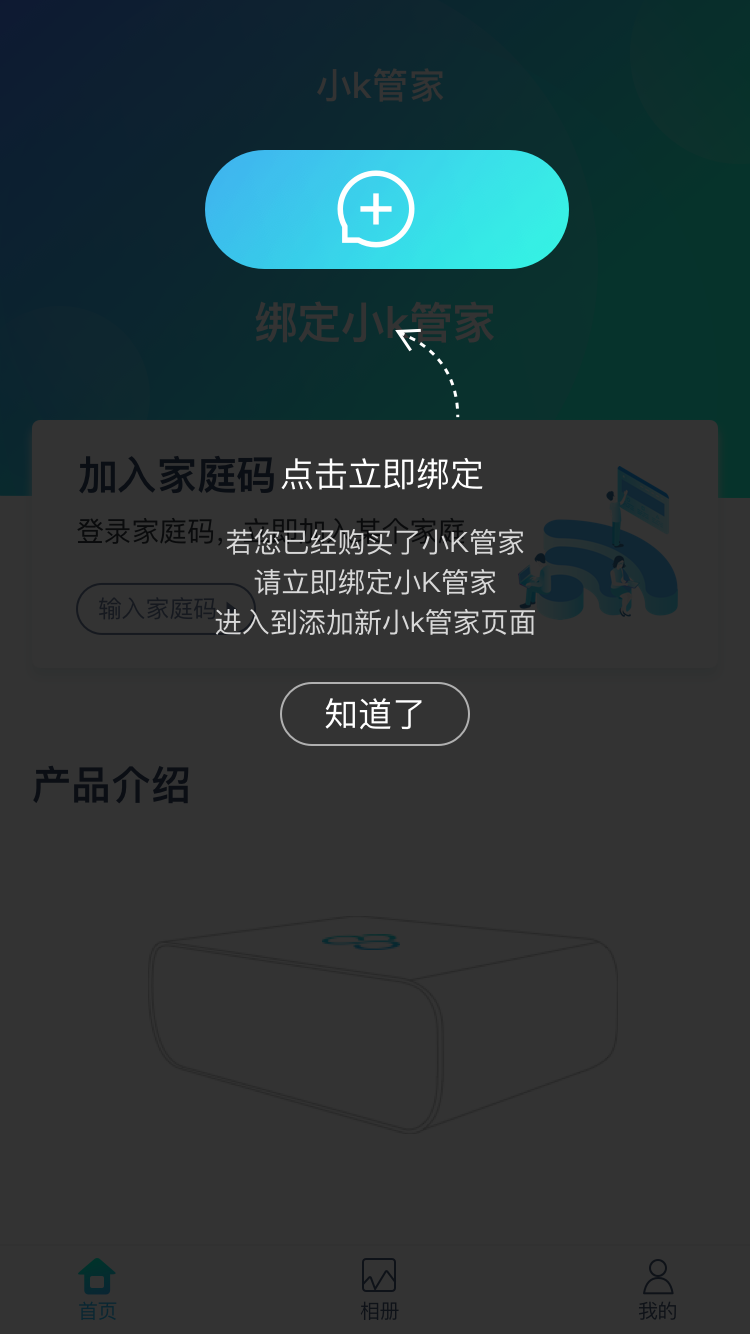 小k管家
绑定小k管家
加入家庭码
点击立即绑定
登录家庭码，立即加入某个家庭
若您已经购买了小K管家
请立即绑定小K管家
输入家庭码
进入到添加新小k管家页面
知道了
产品介绍
首页
相册
我的